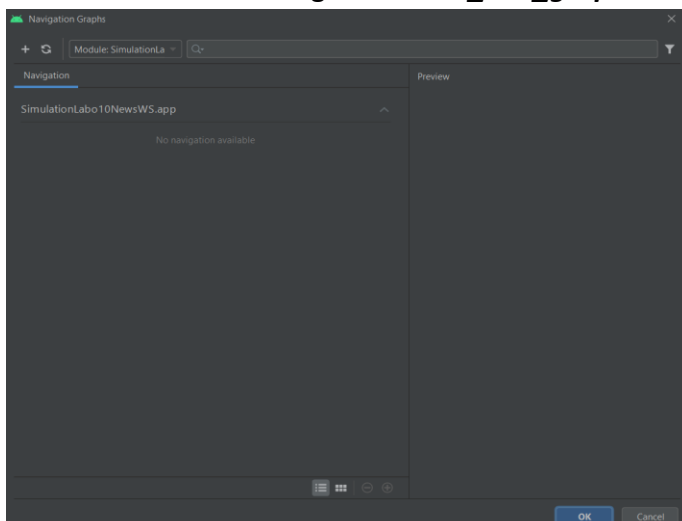 Navigation Graphs
Module: SimulationLa
Navigation
Preview
SimulationLabo10NewsWS.app
No navigation available
OK
Cancel